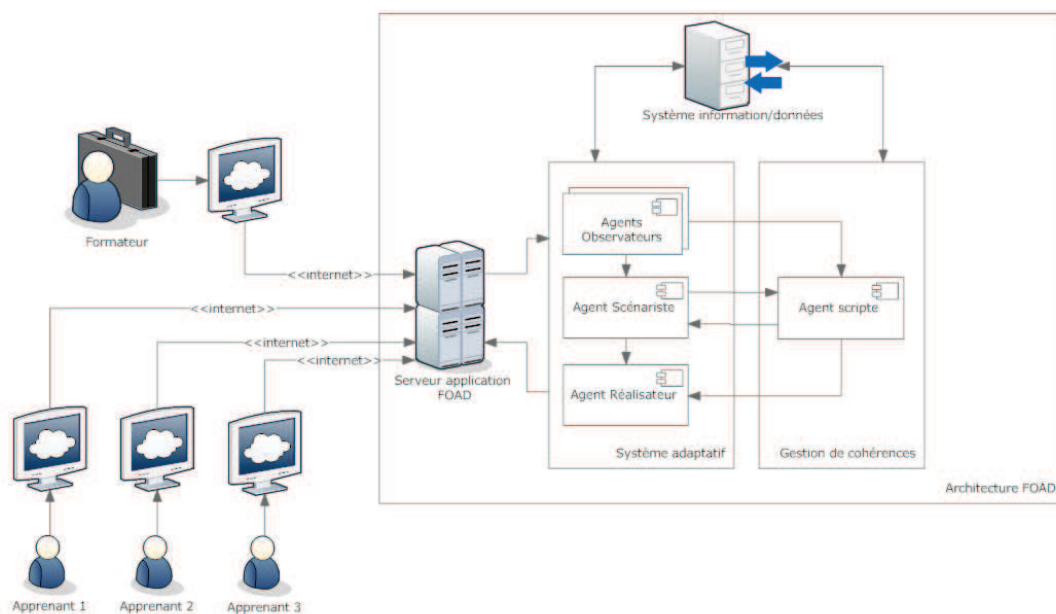 Système information/données
Formateur
Agents
Observateurs
<<internet>>
<<internet>>
Agent Scénariste
Agent scripte
<<internet>>
<<internet>>
Serveur application
FOAD
Agent Réalisateur
Système adaptatif
Gestion de cohérences
Architecture FOAD
Apprenant 1
Apprenant 2
Apprenant 3